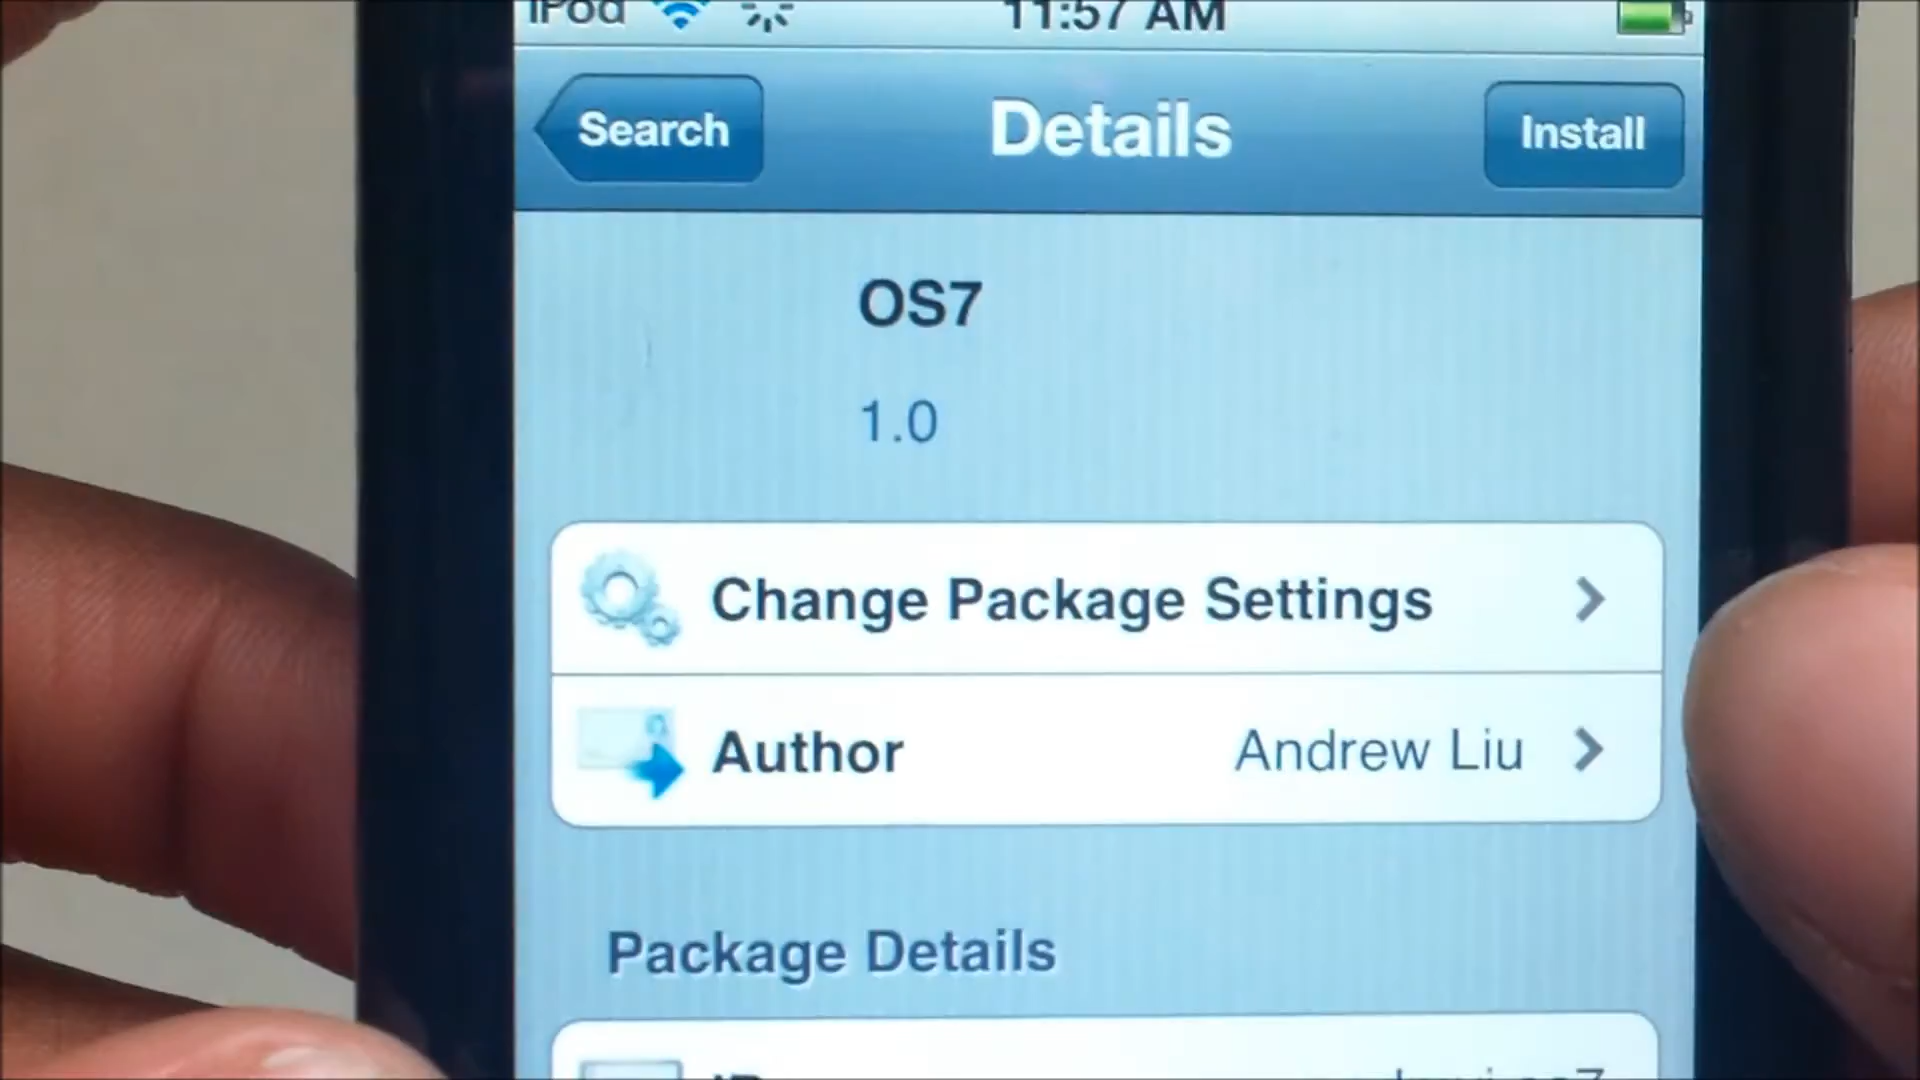 iPod 11:57 AM
Search Details Install
OS7
1.0
Change Package Settings
Author Andrew Liu
Package Details